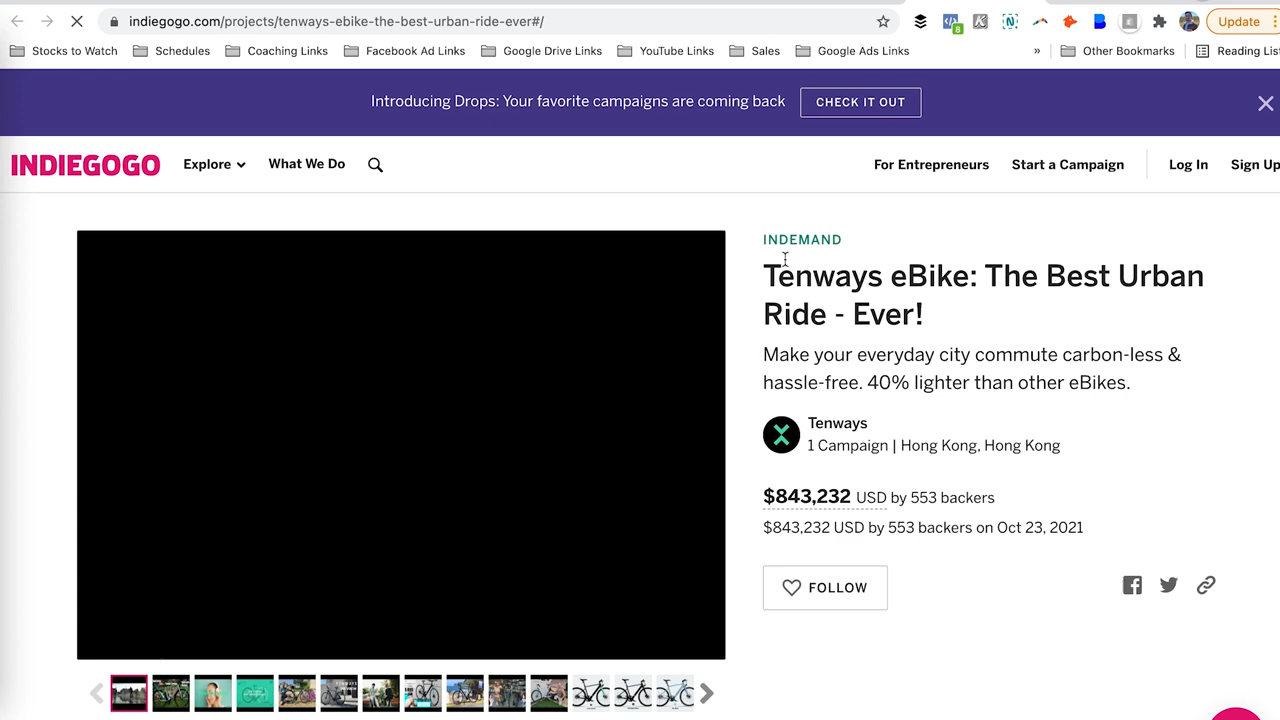 indiegogo.com/projects/tenways-ebike-the-best-urban-ride-ever#/
8
Update
Stocks to Watch Schedules Coaching Links Facebook Ad Links Google Drive Links YouTube Links Sales Google Ads Links » Other Bookmarks Reading List
Introducing Drops: Your favorite campaigns are coming back CHECK IT OUT
INDIEGOGO Explore What We Do For Entrepreneurs Start a Campaign Log In Sign Up
INDEMAND
Tenways eBike: The Best Urban
Ride - Ever!
Make your everyday city commute carbon-less &
hassle-free. 40% lighter than other eBikes.
Tenways
1 Campaign | Hong Kong, Hong Kong
$843,232 USD by 553 backers
$843,232 USD by 553 backers on Oct 23, 2021
FOLLOW